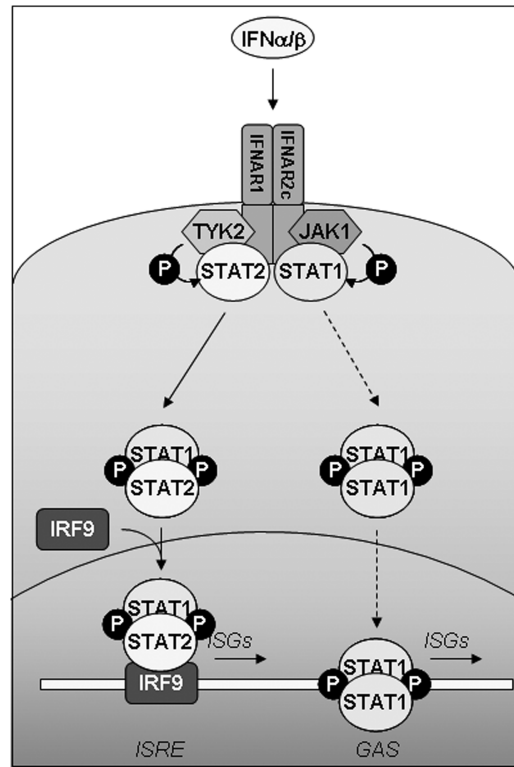 IFNα/β
IFNAR1
IFNAR2c
TYK2
JAK1
P
STAT2
STAT1
P
STAT1
P
P
STAT2
STAT1
P
P
STAT1
IRF9
STAT1
P
P
STAT2
ISGs
IRF9
ISGs
STAT1
P
P
STAT1
ISRE
GAS